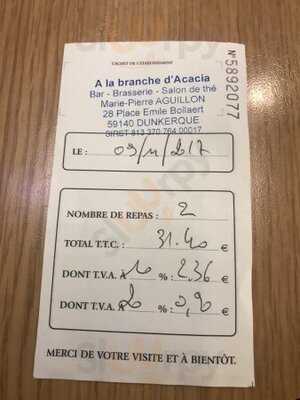 CACHET DE L'ETABLISSEMENT
N° 5892077
A la branche d'Acacia
Bar - Brasserie - Salon de thé
Marie-Pierre AGUILLON
28 Place Emile Bollaert
59140 DUNKERQUE
SIRET 813 370 764 00017
LE : 09/11/2017
NOMBRE DE REPAS : 2
TOTAL T.T.C. : 31.40 €
DONT T.V.A. À 10 % : 2.36 €
DONT T.V.A. À 20 % : 0,90 €
MERCI DE VOTRE VISITE ET À BIENTÔT.